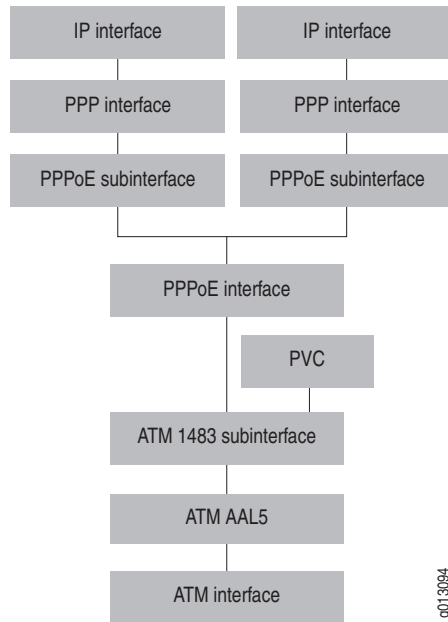 IP interface
IP interface
PPP interface
PPP interface
PPPoE subinterface
PPPoE subinterface
PPPoE interface
PVC
ATM 1483 subinterface
ATM AAL5
ATM interface
g013094